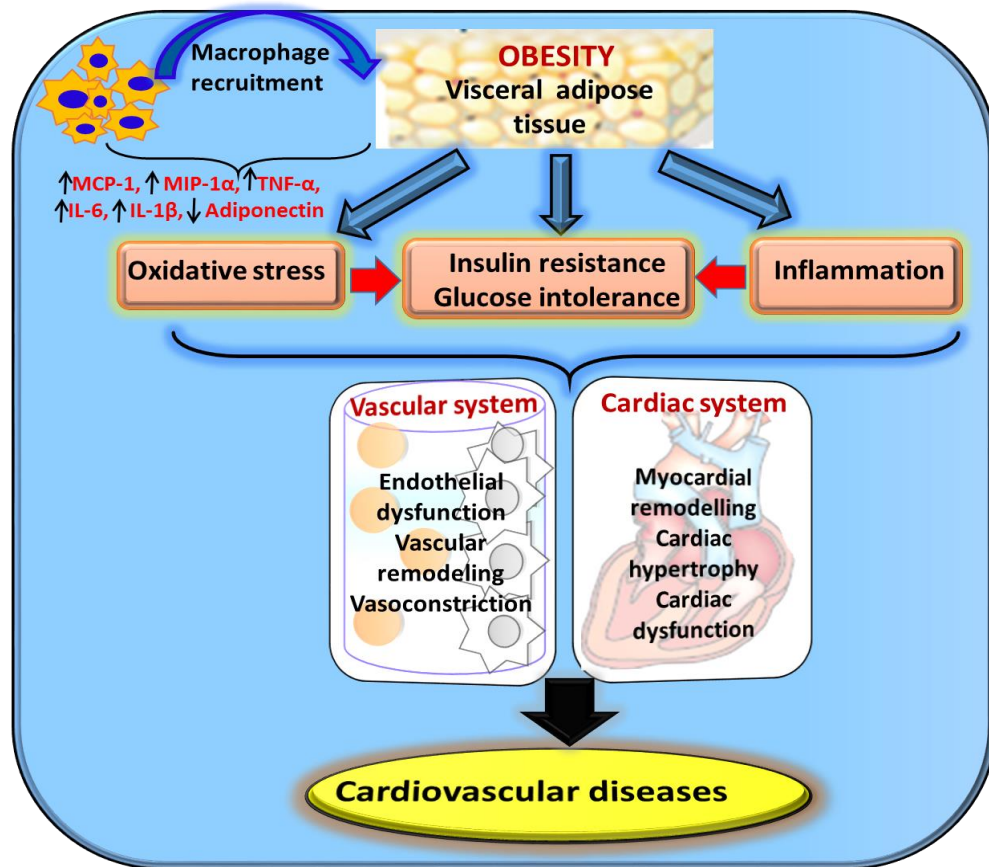 Macrophage
recruitment
OBESITY
Visceral adipose
tissue
↑MCP-1, ↑ MIP-1α, ↑TNF-α,
↑IL-6, ↑ IL-1β, ↓ Adiponectin
Oxidative stress
Insulin resistance
Glucose intolerance
Inflammation
Vascular system
Endothelial
dysfunction
Vascular
remodeling
Vasoconstriction
Cardiac system
Myocardial
remodelling
Cardiac
hypertrophy
Cardiac
dysfunction
Cardiovascular diseases